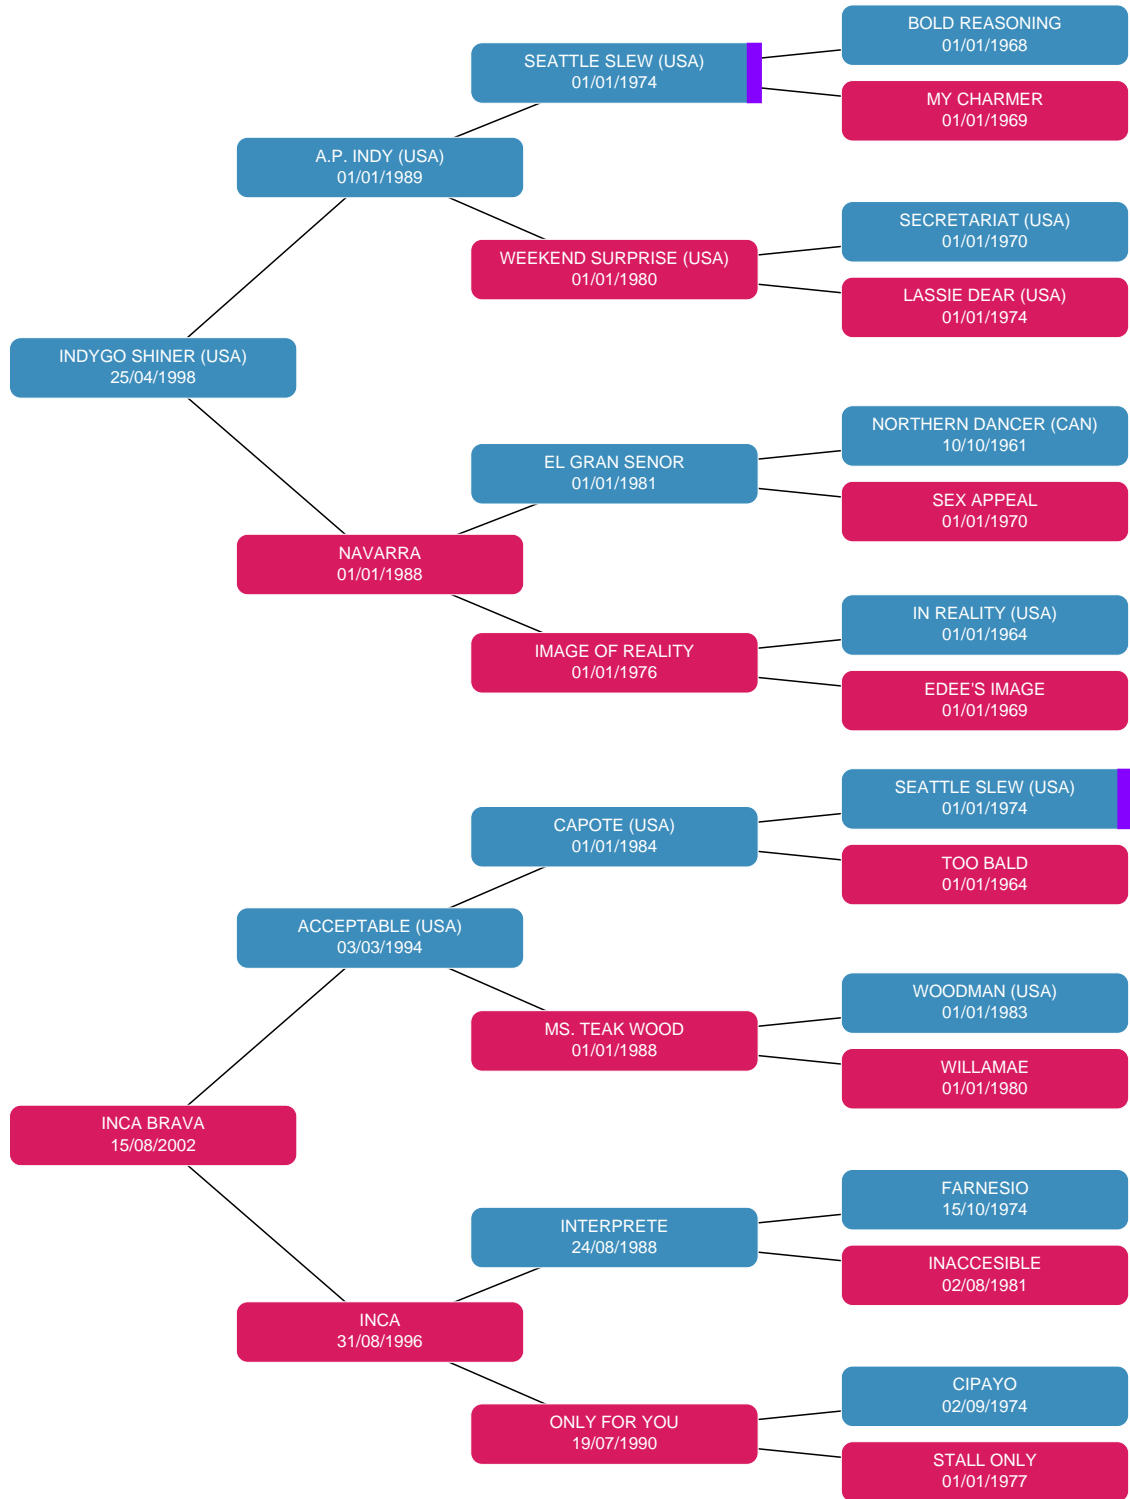 BOLD REASONING
01/01/1968
SEATTLE SLEW (USA)
01/01/1974
MY CHARMER
01/01/1969
A.P. INDY (USA)
01/01/1989
SECRETARIAT (USA)
01/01/1970
WEEKEND SURPRISE (USA)
01/01/1980
LASSIE DEAR (USA)
01/01/1974
INDYGO SHINER (USA)
25/04/1998
NORTHERN DANCER (CAN)
10/10/1961
EL GRAN SENOR
01/01/1981
SEX APPEAL
01/01/1970
NAVARRA
01/01/1988
IN REALITY (USA)
01/01/1964
IMAGE OF REALITY
01/01/1976
EDEE'S IMAGE
01/01/1969
SEATTLE SLEW (USA)
01/01/1974
CAPOTE (USA)
01/01/1984
TOO BALD
01/01/1964
ACCEPTABLE (USA)
03/03/1994
WOODMAN (USA)
01/01/1983
MS. TEAK WOOD
01/01/1988
WILLAMAE
01/01/1980
INCA BRAVA
15/08/2002
FARNESIO
15/10/1974
INTERPRETE
24/08/1988
INACCESIBLE
02/08/1981
INCA
31/08/1996
CIPAYO
02/09/1974
ONLY FOR YOU
19/07/1990
STALL ONLY
01/01/1977